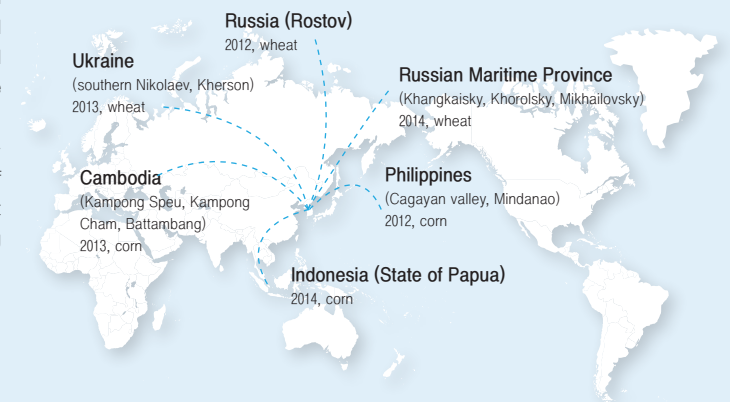 Russia (Rostov)
2012, wheat
Ukraine
(southern Nikolaev, Kherson)
2013, wheat
Russian Maritime Province
(Khangkaisky, Khorolsky, Mikhailovsky)
2014, wheat
Cambodia
(Kampong Speu, Kampong
Cham, Battambang)
2013, corn
Philippines
(Cagayan valley, Mindanao)
2012, corn
Indonesia (State of Papua)
2014, corn